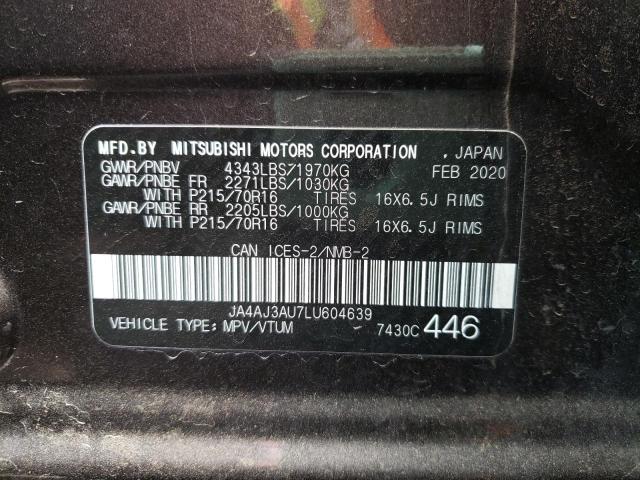 MFD.BY MITSUBISHI MOTORS CORPORATION , JAPAN
GVWR/PNBV 4343LBS/1970KG FEB 2020
GAWR/PNBE FR 2271LBS/1030KG
WITH P215/70R16 TIRES 16X6.5J RIMS
GAWR/PNBE RR 2205LBS/1000KG
WITH P215/70R16 TIRES 16X6.5J RIMS
CAN ICES-2/NMB-2
JA4AJ3AU7LU604639
VEHICLE TYPE: MPV/VTUM 7430C 446